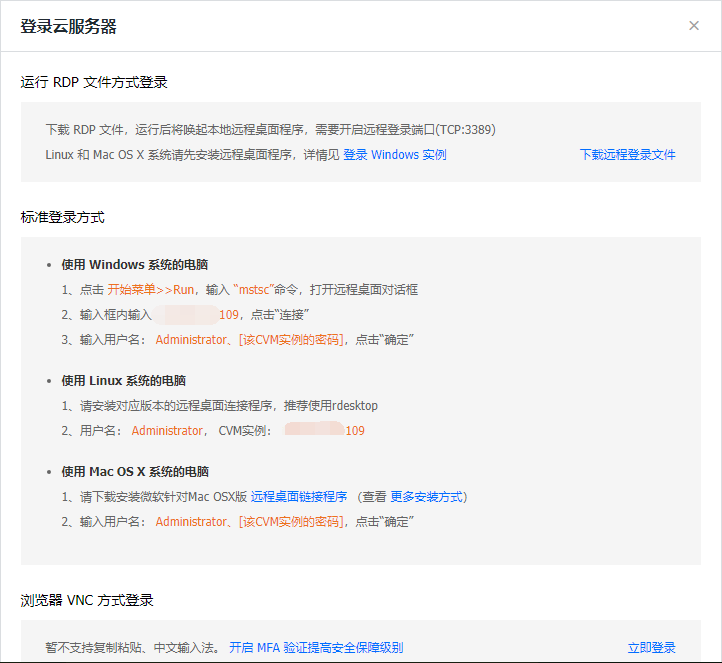 登录云服务器
运行 RDP 文件方式登录
下载 RDP 文件，运行后将唤起本地远程桌面程序，需要开启远程登录端口(TCP:3389)
Linux 和 Mac OS X 系统请先安装远程桌面程序，详情见 登录 Windows 实例 下载远程登录文件
标准登录方式
• 使用 Windows 系统的电脑
1、点击 开始菜单>>Run，输入 “mstsc”命令，打开远程桌面对话框
2、输入框内输入 109，点击“连接”
3、输入用户名： Administrator、[该CVM实例的密码]，点击“确定”
• 使用 Linux 系统的电脑
1、请安装对应版本的远程桌面连接程序，推荐使用rdesktop
2、用户名： Administrator， CVM实例： 109
• 使用 Mac OS X 系统的电脑
1、请下载安装微软针对Mac OSX版 远程桌面链接程序 （查看 更多安装方式）
2、输入用户名： Administrator、[该CVM实例的密码]，点击“确定”
浏览器 VNC 方式登录
暂不支持复制粘贴、中文输入法。 开启 MFA 验证提高安全保障级别 立即登录